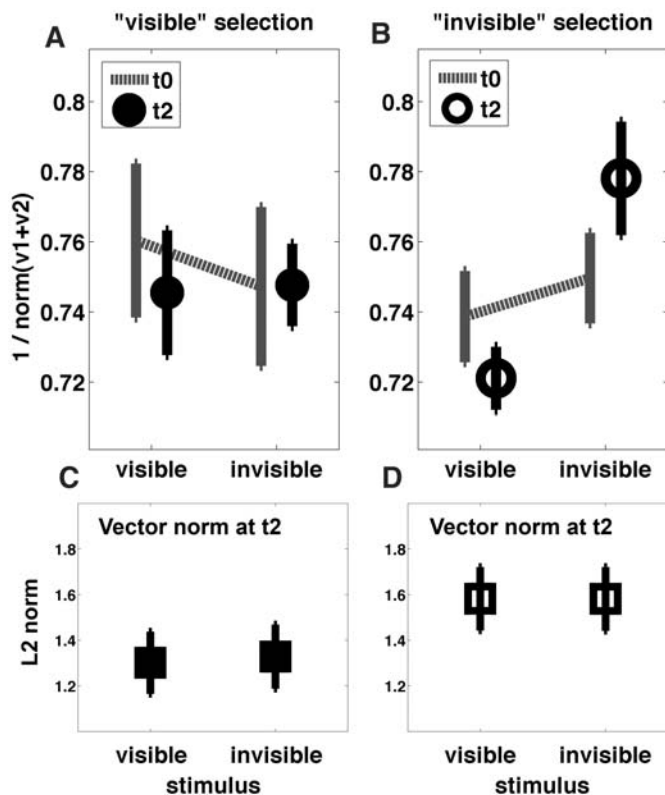 A "visible" selection
B "invisible" selection
t0
t2
t0
t2
1 / norm(v1+v2)
0.8
0.78
0.76
0.74
0.72
0.8
0.78
0.76
0.74
0.72
visible invisible
visible invisible
C Vector norm at t2
D Vector norm at t2
L2 norm
1.8
1.6
1.4
1.2
1.8
1.6
1.4
1.2
visible invisible
stimulus
visible invisible
stimulus